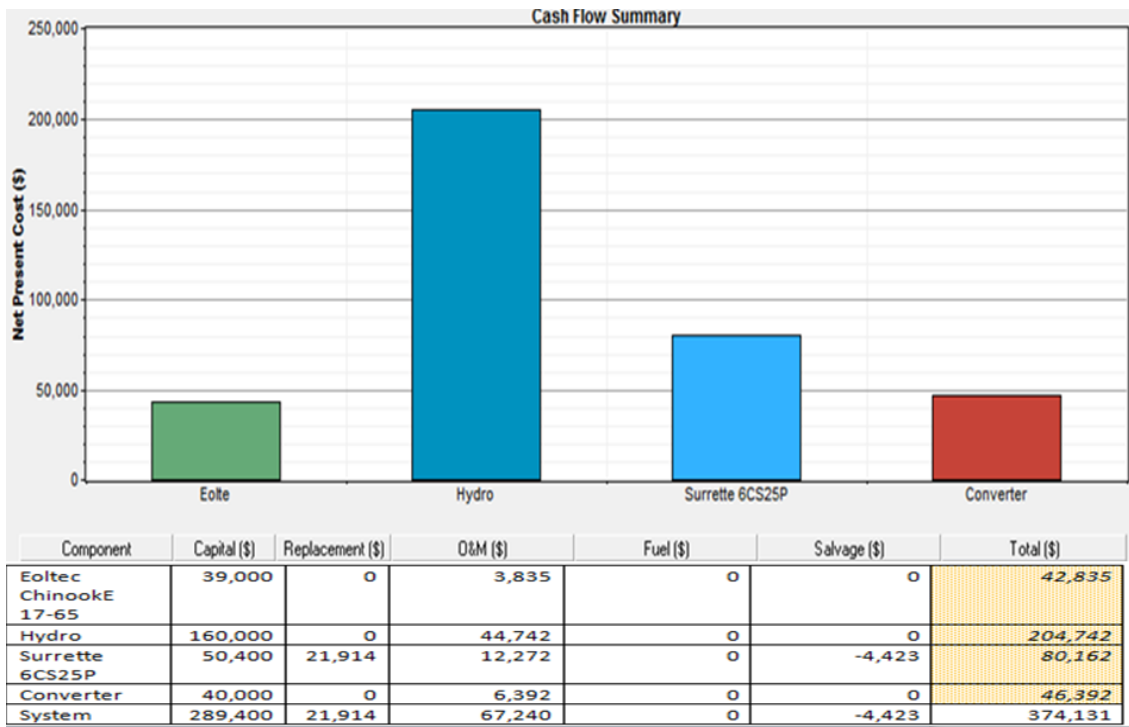 Cash Flow Summary
250,000
200,000
150,000
100,000
50,000
0
Net Present Cost ($)
Eolte
Hydro
Surrette 6CS25P
Converter
Component Capital ($) Replacement ($) O&M ($) Fuel ($) Salvage ($) Total ($)
Eoltec 39,000 0 3,835 0 0 42,835
ChinookE
17-65
Hydro 160,000 0 44,742 0 0 204,742
Surrette 50,400 21,914 12,272 0 -4,423 80,162
6CS25P
Converter 40,000 0 6,392 0 0 46,392
System 289,400 21,914 67,240 0 -4,423 374,131